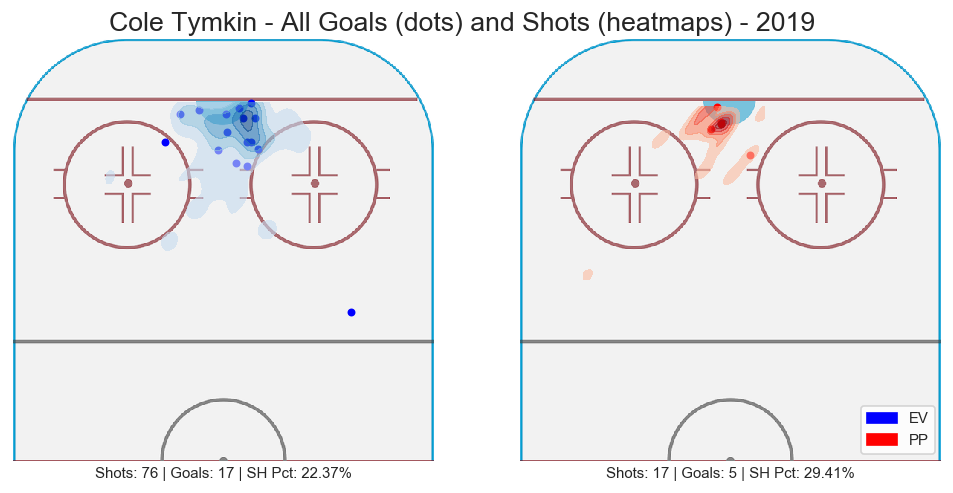 Cole Tymkin - All Goals (dots) and Shots (heatmaps) - 2019
EV
PP
Shots: 76 | Goals: 17 | SH Pct: 22.37%
Shots: 17 | Goals: 5 | SH Pct: 29.41%